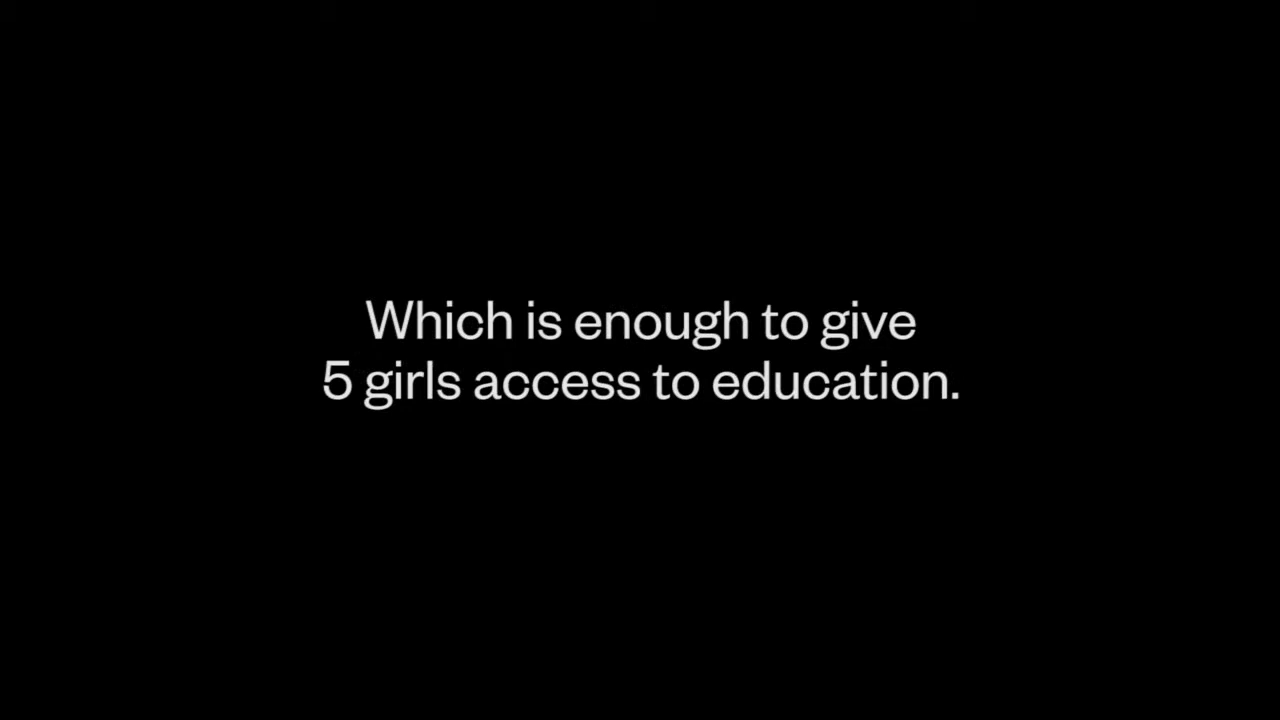 Which is enough to give
5 girls access to education.